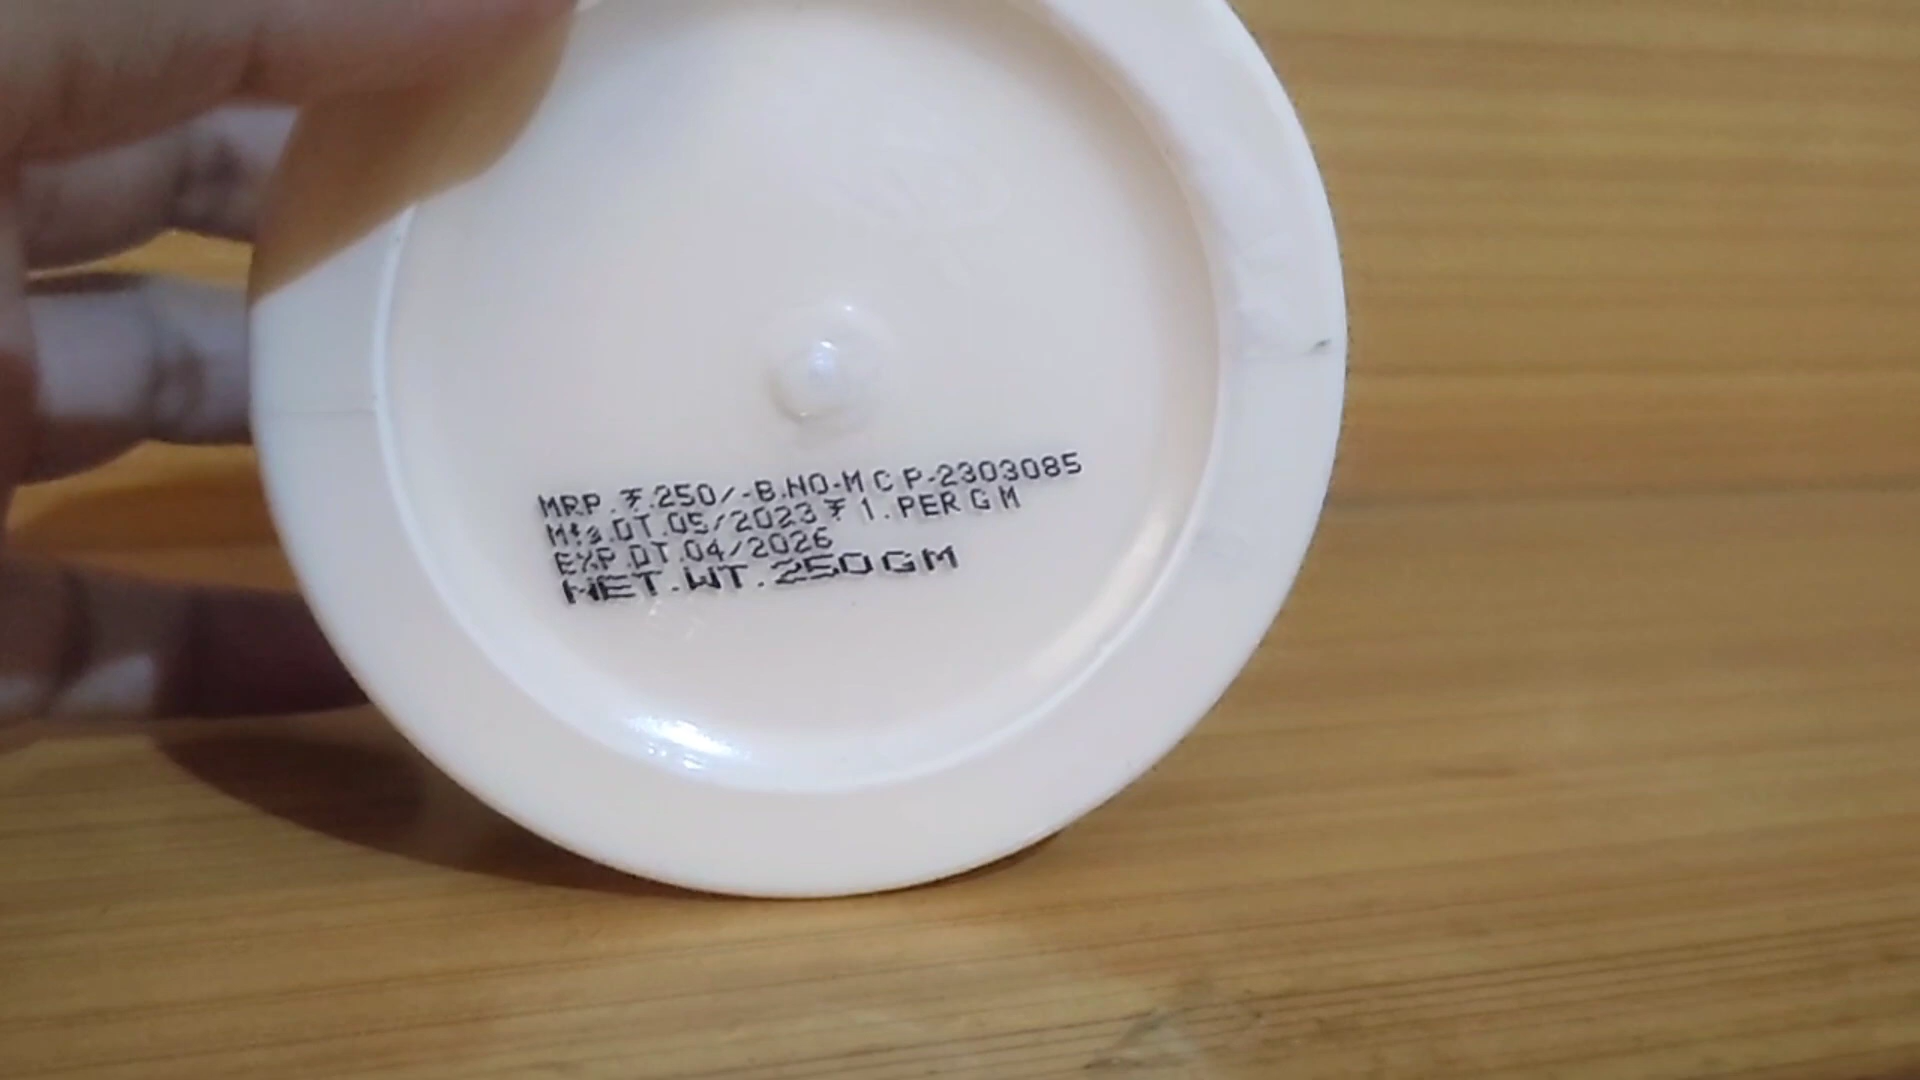 MRP.₹.250/-B.NO-MCP-2303085
Mfg.DT.05/2023 ₹ 1.PER GM
EXP.DT.04/2026
NET.WT.250GM